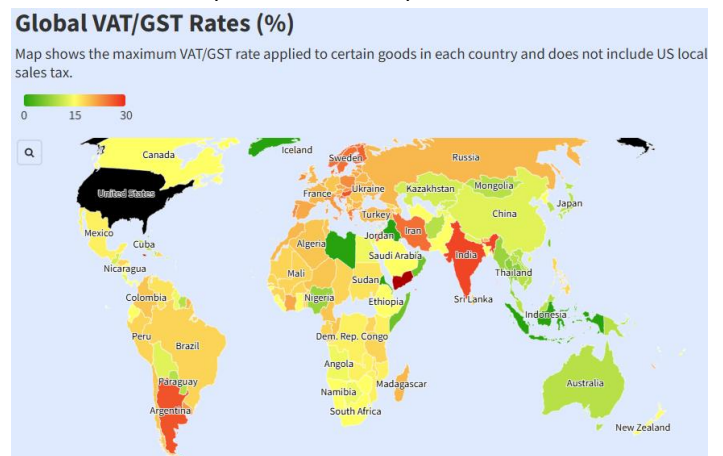 Global VAT/GST Rates (%)
Map shows the maximum VAT/GST rate applied to certain goods in each country and does not include US local
sales tax.
0 15 30
Iceland
Canada
Sweden
Russia
United States
France
Ukraine
Kazakhstan
Mongolia
Japan
Turkey
China
Mexico
Cuba
Algeria
Jordan
Iran
Saudi Arabia
India
Nicaragua
Mali
Sudan
Thailand
Colombia
Nigeria
Ethiopia
Sri Lanka
Indonesia
Peru
Brazil
Dem. Rep. Congo
Angola
Paraguay
Namibia
Madagascar
Australia
Argentina
South Africa
New Zealand